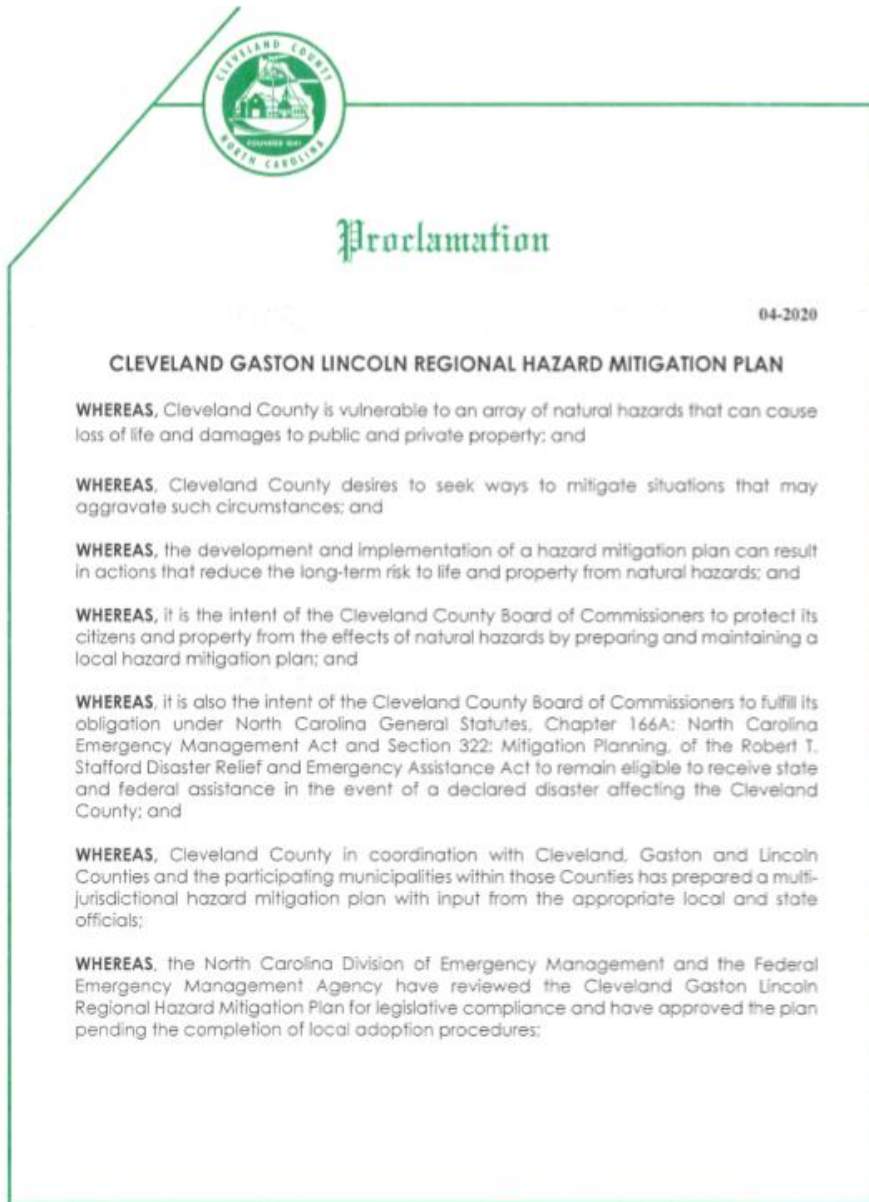 CLEVELAND COUNTY
FOUNDED 1841
NORTH CAROLINA
Proclamation
04-2020
CLEVELAND GASTON LINCOLN REGIONAL HAZARD MITIGATION PLAN
WHEREAS, Cleveland County is vulnerable to an array of natural hazards that can cause
loss of life and damages to public and private property; and
WHEREAS, Cleveland County desires to seek ways to mitigate situations that may
aggravate such circumstances; and
WHEREAS, the development and implementation of a hazard mitigation plan can result
in actions that reduce the long-term risk to life and property from natural hazards; and
WHEREAS, it is the intent of the Cleveland County Board of Commissioners to protect its
citizens and property from the effects of natural hazards by preparing and maintaining a
local hazard mitigation plan; and
WHEREAS, it is also the intent of the Cleveland County Board of Commissioners to fulfill its
obligation under North Carolina General Statutes, Chapter 166A: North Carolina
Emergency Management Act and Section 322: Mitigation Planning, of the Robert T.
Stafford Disaster Relief and Emergency Assistance Act to remain eligible to receive state
and federal assistance in the event of a declared disaster affecting the Cleveland
County; and
WHEREAS, Cleveland County in coordination with Cleveland, Gaston and Lincoln
Counties and the participating municipalities within those Counties has prepared a multi-
jurisdictional hazard mitigation plan with input from the appropriate local and state
officials;
WHEREAS, the North Carolina Division of Emergency Management and the Federal
Emergency Management Agency have reviewed the Cleveland Gaston Lincoln
Regional Hazard Mitigation Plan for legislative compliance and have approved the plan
pending the completion of local adoption procedures;